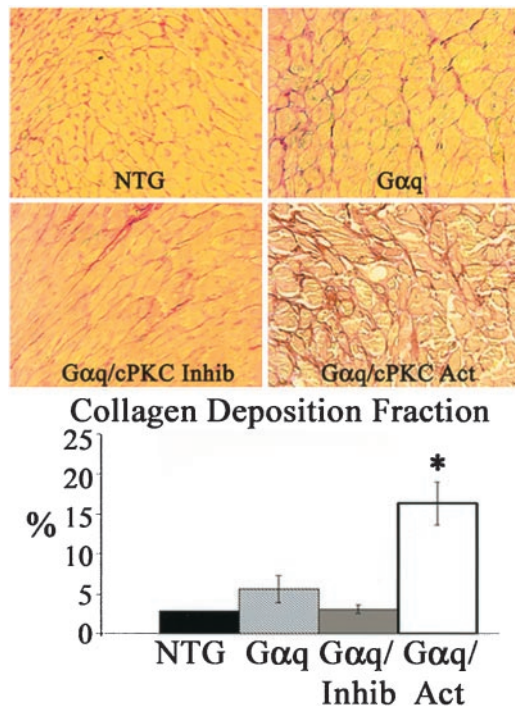 NTG
Gαq
Gαq/cPKC Inhib
Gαq/cPKC Act
Collagen Deposition Fraction
25
20
15
10
5
0
%
*
NTG Gαq Gαq/ Gαq/
Inhib Act